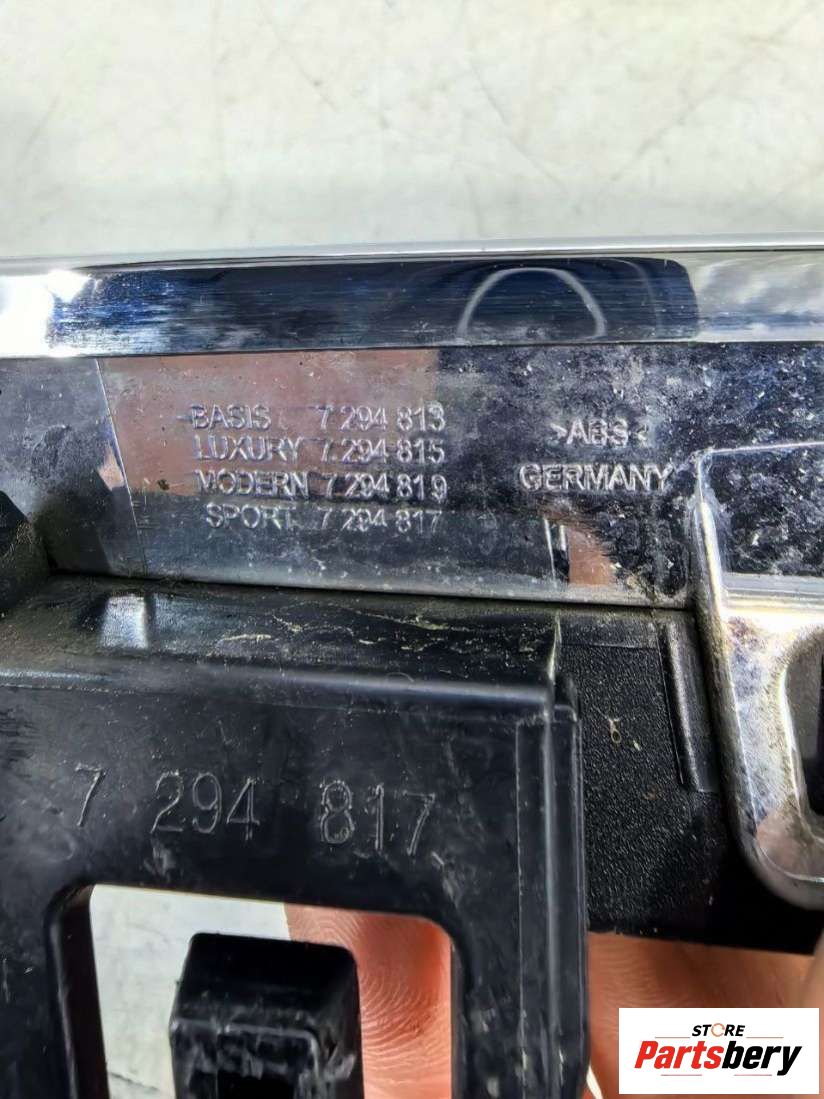 BASIS 7 294 813
LUXURY 7 294 815
MODERN 7 294 819
SPORT 7 294 817
>ABS<
GERMANY
7 294 817
STORE
Partsbery